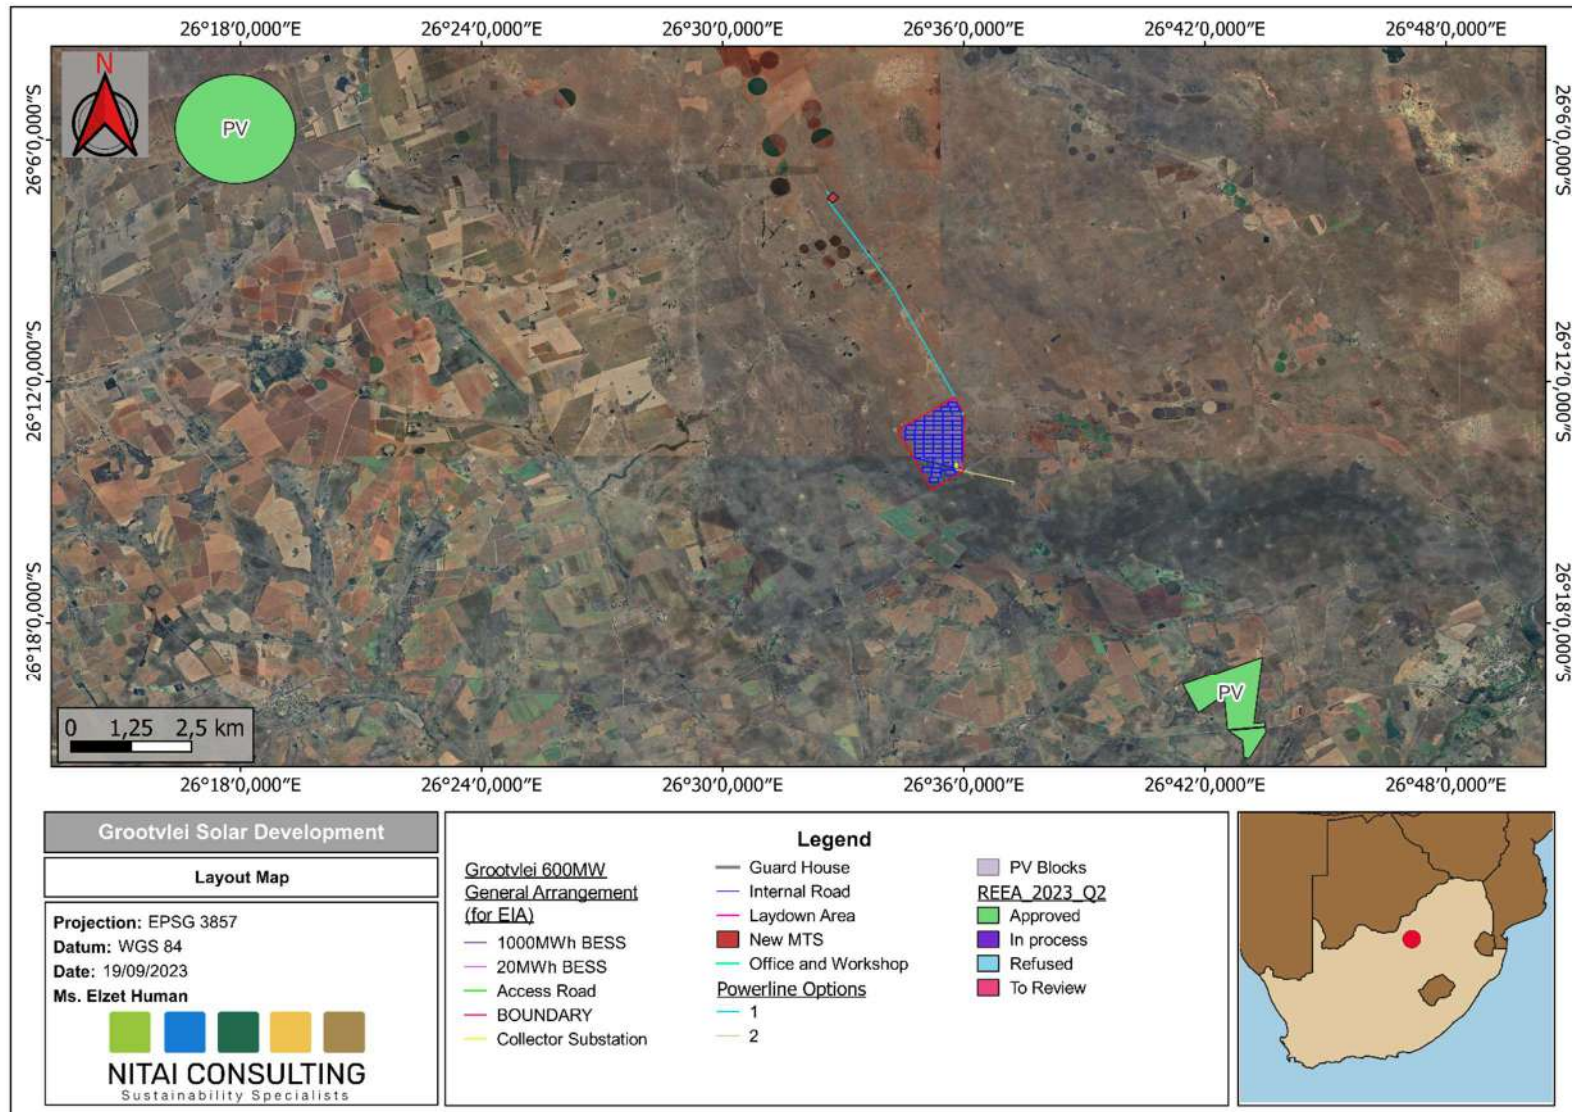 26°18'0,000"E
26°24'0,000"E
26°30'0,000"E
26°36'0,000"E
26°42'0,000"E
26°48'0,000"E
N
PV
26°6'0,000"S
26°6'0,000"S
26°12'0,000"S
26°12'0,000"S
26°18'0,000"S
26°18'0,000"S
PV
0 1,25 2,5 km
26°18'0,000"E
26°24'0,000"E
26°30'0,000"E
26°36'0,000"E
26°42'0,000"E
26°48'0,000"E
Grootvlei Solar Development
Layout Map
Projection: EPSG 3857
Datum: WGS 84
Date: 19/09/2023
Ms. Elzet Human
NITAI CONSULTING
Sustainability Specialists
Legend
Grootvlei 600MW
General Arrangement
(for EIA)
1000MWh BESS
20MWh BESS
Access Road
BOUNDARY
Collector Substation
Guard House
Internal Road
Laydown Area
New MTS
Office and Workshop
Powerline Options
1
2
PV Blocks
REEA_2023_Q2
Approved
In process
Refused
To Review